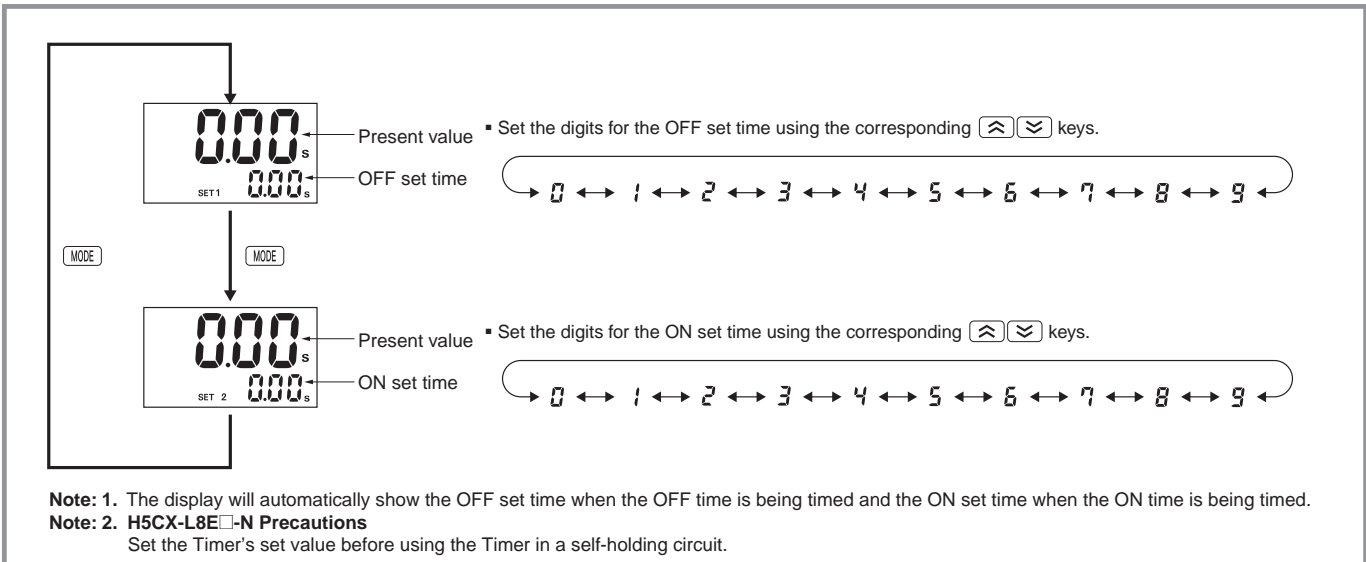 0.00 s
Present value
▪ Set the digits for the OFF set time using the corresponding keys.
SET 1 0.00 s
OFF set time
0 1 2 3 4 5 6 7 8 9
MODE MODE
0.00 s
Present value
▪ Set the digits for the ON set time using the corresponding keys.
SET 2 0.00 s
ON set time
0 1 2 3 4 5 6 7 8 9
Note: 1. The display will automatically show the OFF set time when the OFF time is being timed and the ON set time when the ON time is being timed.
Note: 2. H5CX-L8E□-N Precautions
Set the Timer's set value before using the Timer in a self-holding circuit.